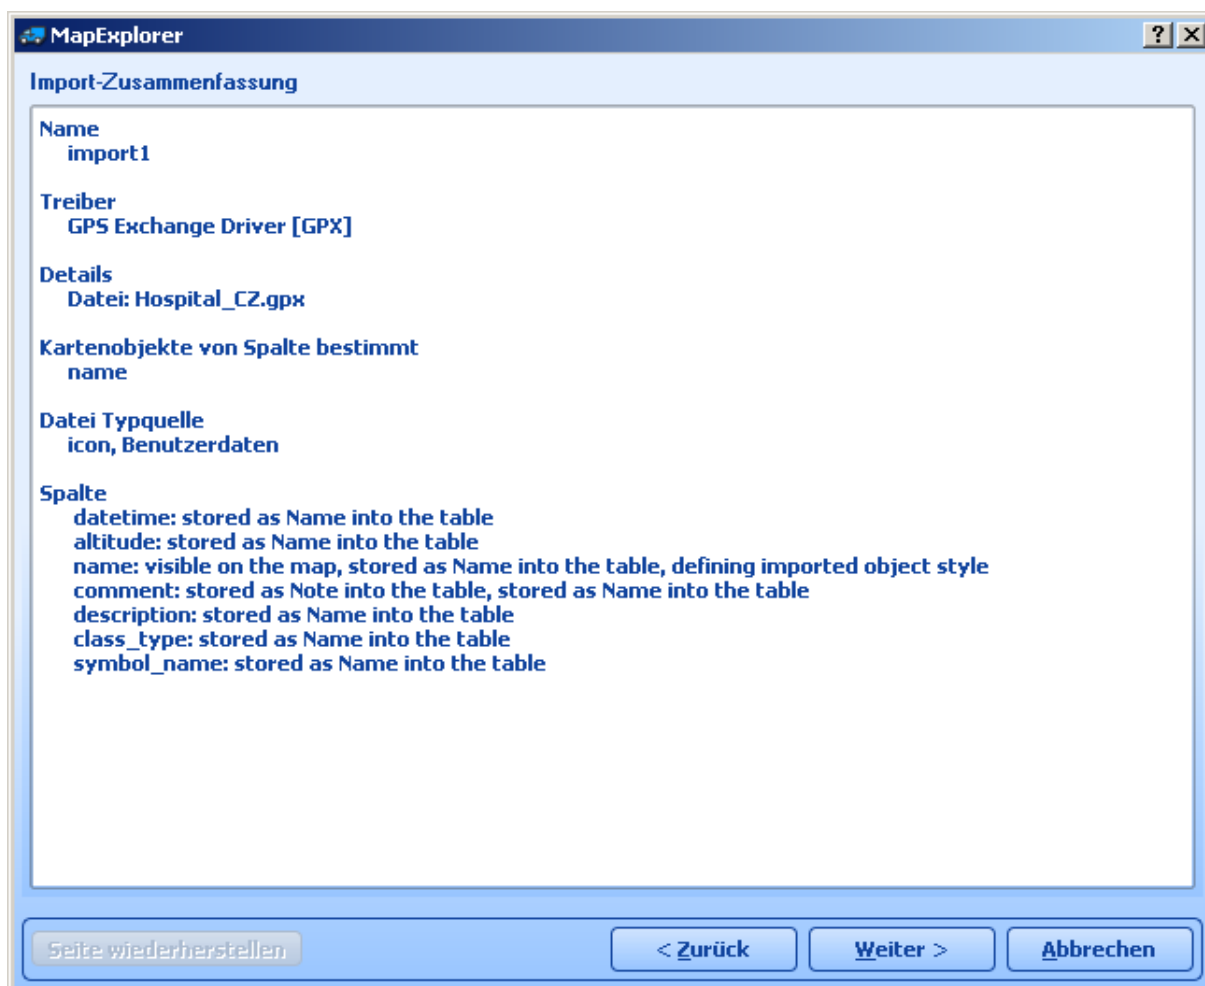 MapExplorer
Import-Zusammenfassung
Name
import1
Treiber
GPS Exchange Driver [GPX]
Details
Datei: Hospital_CZ.gpx
Kartenobjekte von Spalte bestimmt
name
Datei Typquelle
icon, Benutzerdaten
Spalte
datetime: stored as Name into the table
altitude: stored as Name into the table
name: visible on the map, stored as Name into the table, defining imported object style
comment: stored as Note into the table, stored as Name into the table
description: stored as Name into the table
class_type: stored as Name into the table
symbol_name: stored as Name into the table
Seite wiederherstellen
< Zurück
Weiter >
Abbrechen